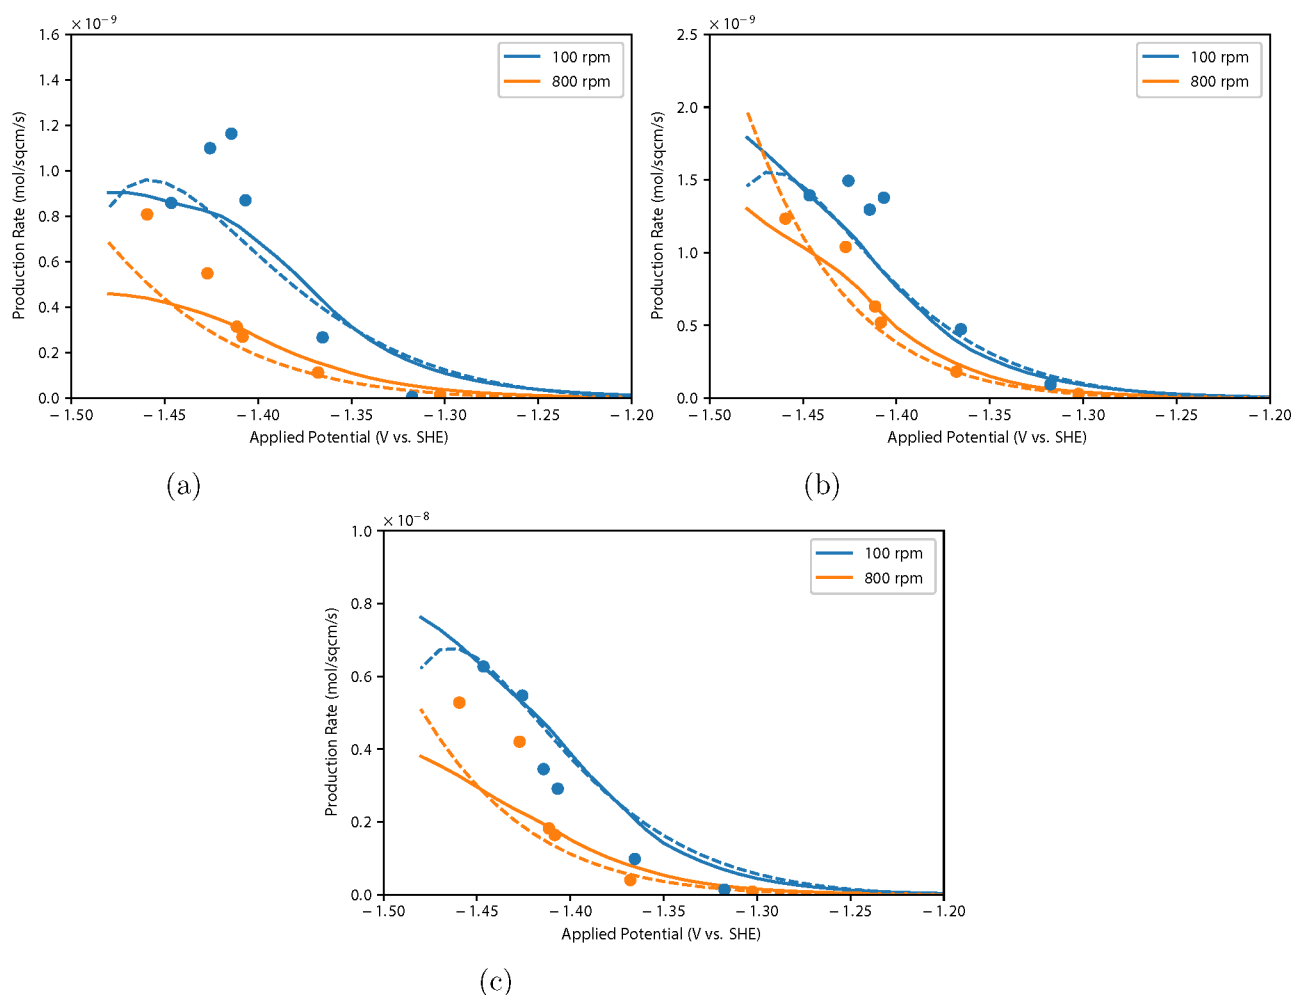 × 10⁻⁹
1.6
1.4
1.2
1.0
0.8
0.6
0.4
0.2
0.0
Production Rate (mol/sqcm/s)
100 rpm
800 rpm
−1.50 −1.45 −1.40 −1.35 −1.30 −1.25 −1.20
Applied Potential (V vs. SHE)
(a)
× 10⁻⁹
2.5
2.0
1.5
1.0
0.5
0.0
Production Rate (mol/sqcm/s)
100 rpm
800 rpm
−1.50 −1.45 −1.40 −1.35 −1.30 −1.25 −1.20
Applied Potential (V vs. SHE)
(b)
× 10⁻⁸
1.0
0.8
0.6
0.4
0.2
0.0
Production Rate (mol/sqcm/s)
100 rpm
800 rpm
−1.50 −1.45 −1.40 −1.35 −1.30 −1.25 −1.20
Applied Potential (V vs. SHE)
(c)